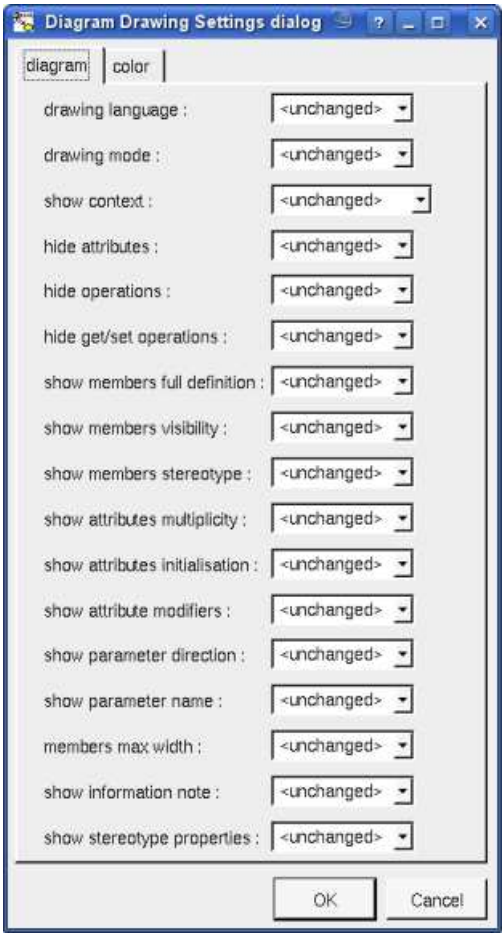 Diagram Drawing Settings dialog ?
diagram color
drawing language : <unchanged>
drawing mode : <unchanged>
show context : <unchanged>
hide attributes : <unchanged>
hide operations : <unchanged>
hide get/set operations : <unchanged>
show members full definition : <unchanged>
show members visibility : <unchanged>
show members stereotype : <unchanged>
show attributes multiplicity : <unchanged>
show attributes initialisation : <unchanged>
show attribute modifiers : <unchanged>
show parameter direction : <unchanged>
show parameter name : <unchanged>
members max width : <unchanged>
show information note : <unchanged>
show stereotype properties : <unchanged>
OK Cancel